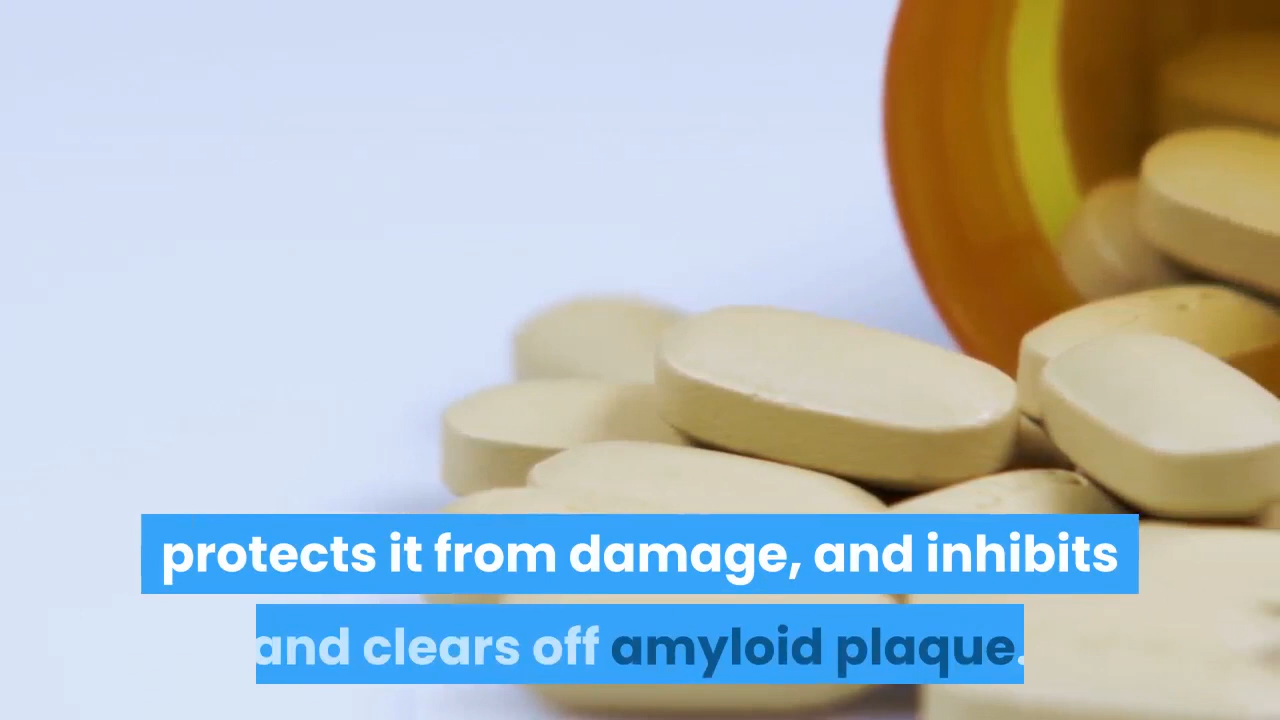 protects it from damage, and inhibits
and clears off amyloid plaque.